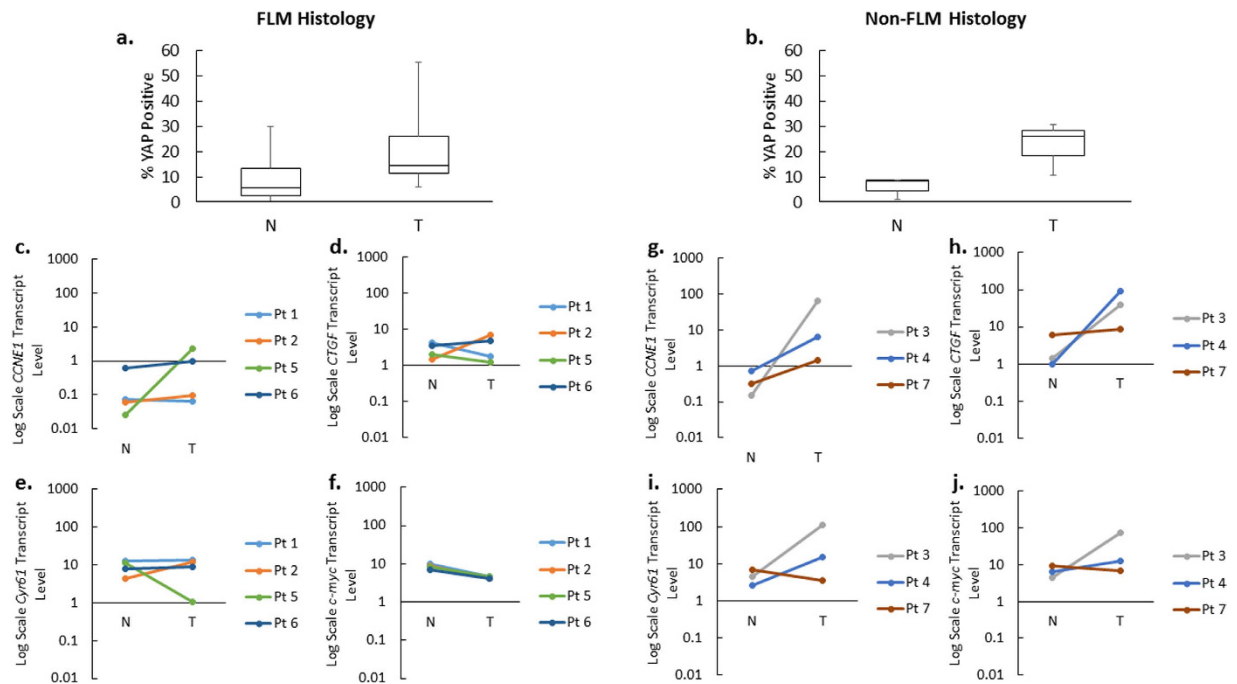 FLM Histology
Non-FLM Histology
a.
% YAP Positive
60
50
40
30
20
10
0
N
T
b.
% YAP Positive
60
50
40
30
20
10
0
N
T
c.
Log Scale CCNE1 Transcript
Level
1000
100
10
1
0.1
0.01
N
T
Pt 1
Pt 2
Pt 5
Pt 6
d.
Log Scale CTGF Transcript
Level
1000
100
10
1
0.1
0.01
N
T
Pt 1
Pt 2
Pt 5
Pt 6
g.
Log Scale CCNE1 Transcript
Level
1000
100
10
1
0.1
0.01
N
T
Pt 3
Pt 4
Pt 7
h.
Log Scale CTGF Transcript
Level
1000
100
10
1
0.1
0.01
N
T
Pt 3
Pt 4
Pt 7
e.
Log Scale Cyr61 Transcript
Level
1000
100
10
1
0.1
0.01
N
T
Pt 1
Pt 2
Pt 5
Pt 6
f.
Log Scale c-myc Transcript
Level
1000
100
10
1
0.1
0.01
N
T
Pt 1
Pt 2
Pt 5
Pt 6
i.
Log Scale Cyr61 Transcript
Level
1000
100
10
1
0.1
0.01
N
T
Pt 3
Pt 4
Pt 7
j.
Log Scale c-myc Transcript
Level
1000
100
10
1
0.1
0.01
N
T
Pt 3
Pt 4
Pt 7